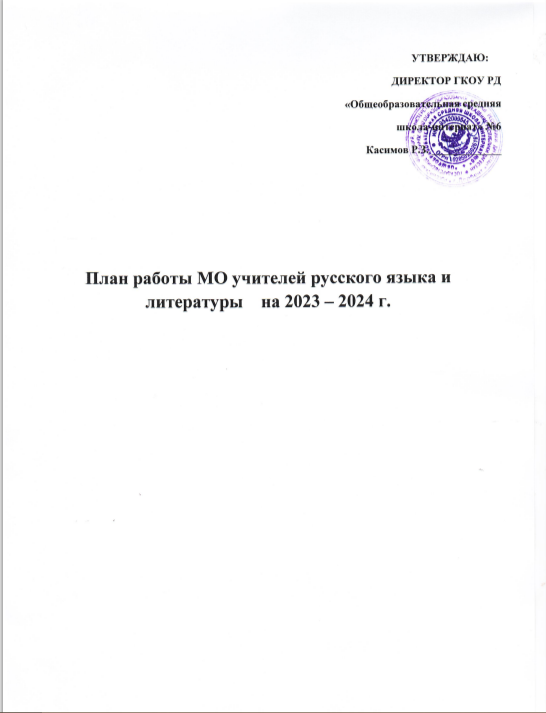 УТВЕРЖДАЮ:
ДИРЕКТОР ГКОУ РД
«Общеобразовательная средняя
школа-интернат №6
Касимов Р.З.
План работы МО учителей русского языка и
литературы на 2023 – 2024 г.